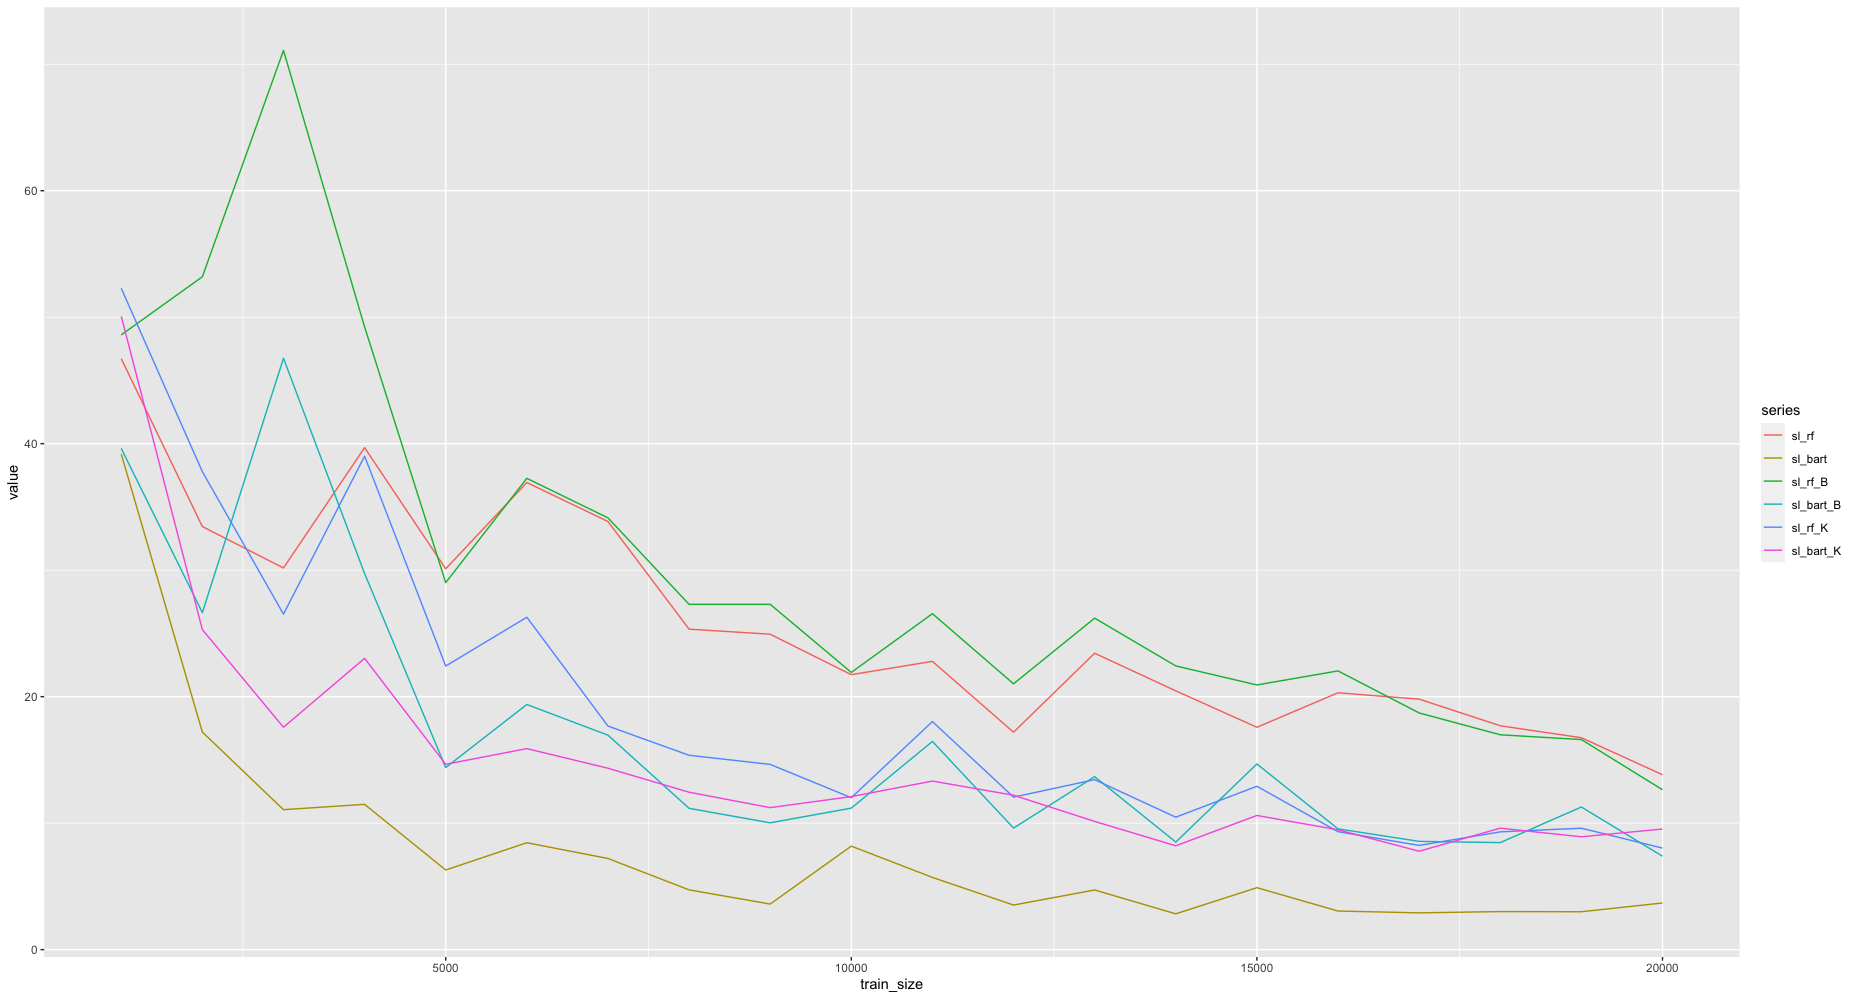 value
60
40
20
0
5000
10000
15000
20000
train_size
series
sl_rf
sl_bart
sl_rf_B
sl_bart_B
sl_rf_K
sl_bart_K